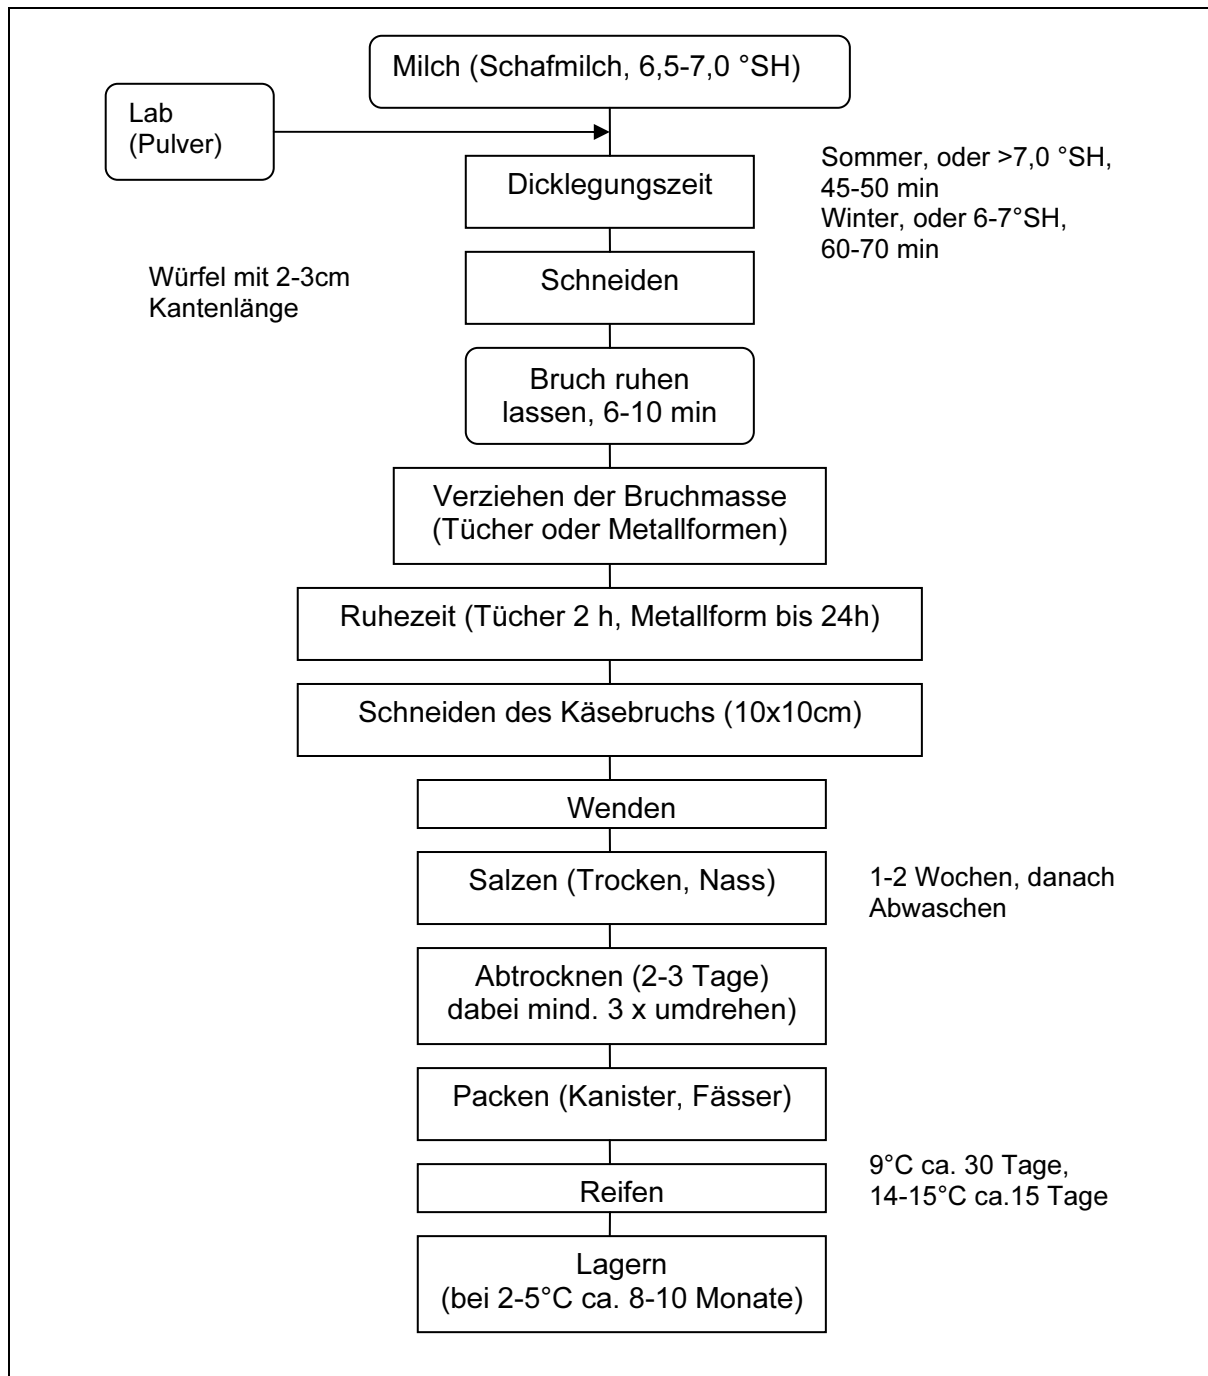 Milch (Schafmilch, 6,5-7,0 °SH)
Lab
(Pulver)
Dicklegungszeit
Sommer, oder >7,0 °SH,
45-50 min
Winter, oder 6-7°SH,
60-70 min
Schneiden
Würfel mit 2-3cm
Kantenlänge
Bruch ruhen
lassen, 6-10 min
Verziehen der Bruchmasse
(Tücher oder Metallformen)
Ruhezeit (Tücher 2 h, Metallform bis 24h)
Schneiden des Käsebruchs (10x10cm)
Wenden
Salzen (Trocken, Nass)
1-2 Wochen, danach
Abwaschen
Abtrocknen (2-3 Tage)
dabei mind. 3 x umdrehen)
Packen (Kanister, Fässer)
Reifen
9°C ca. 30 Tage,
14-15°C ca.15 Tage
Lagern
(bei 2-5°C ca. 8-10 Monate)